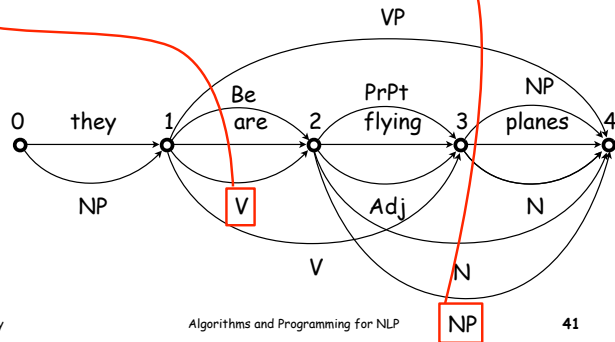 VP
Be PrPt NP
0 they 1 are 2 flying 3 planes 4
NP V Adj N
V N
y Algorithms and Programming for NLP NP 41